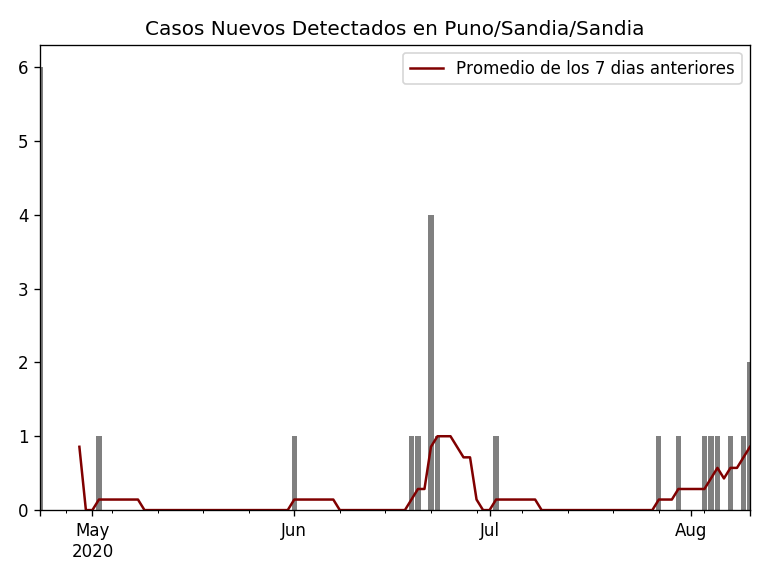 Casos Nuevos Detectados en Puno/Sandia/Sandia
Promedio de los 7 dias anteriores
6
5
4
3
2
1
0
May Jun Jul Aug
2020